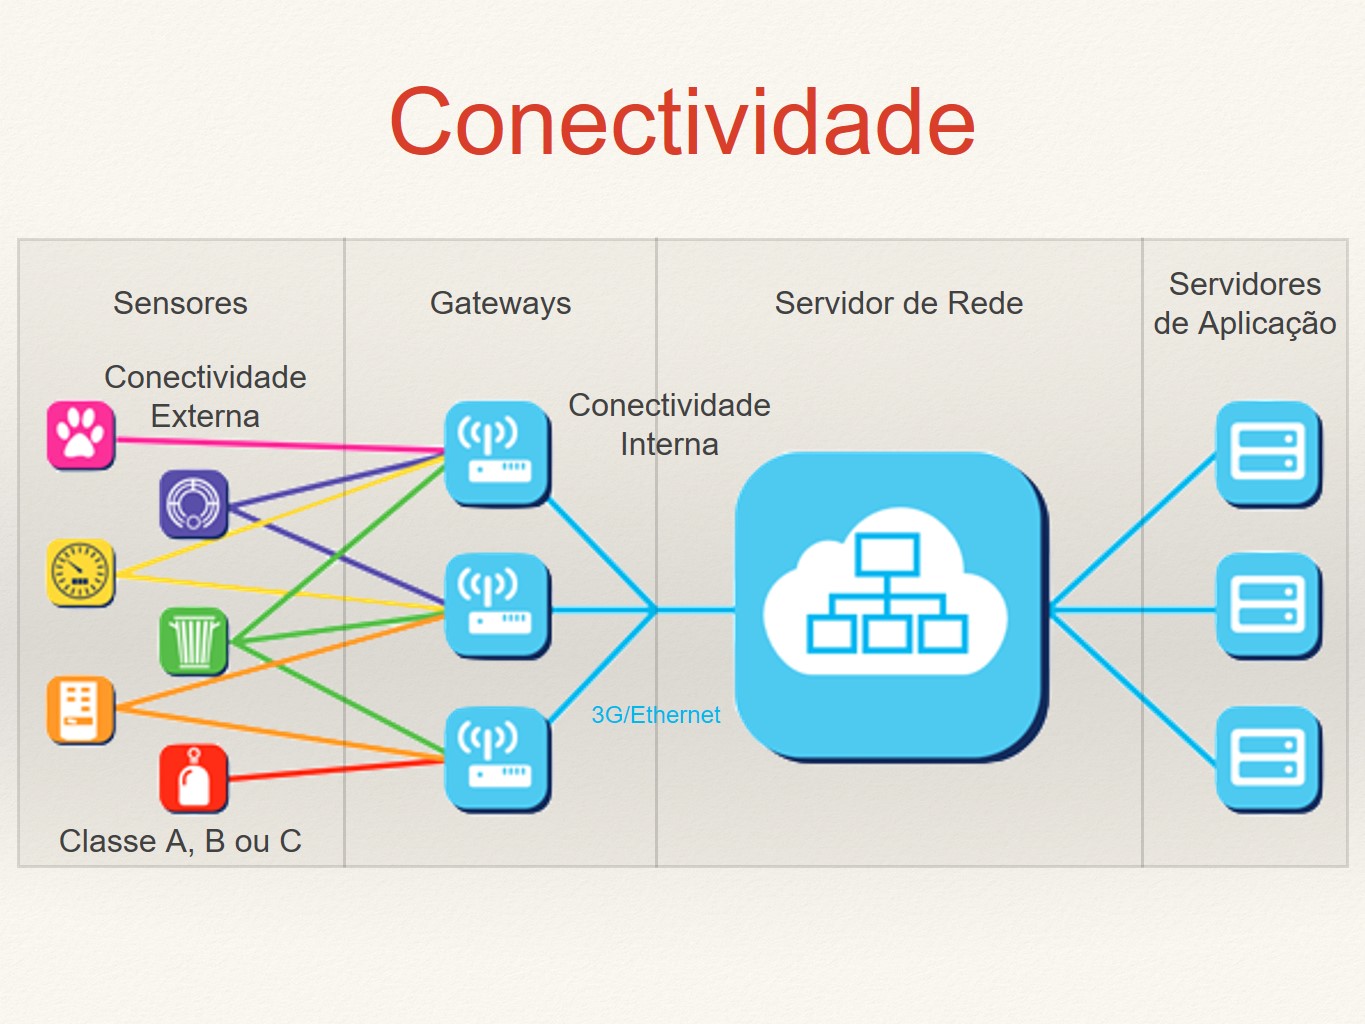 Conectividade
Sensores
Gateways
Servidor de Rede
Servidores
de Aplicação
Conectividade
Externa
Conectividade
Interna
3G/Ethernet
Classe A, B ou C